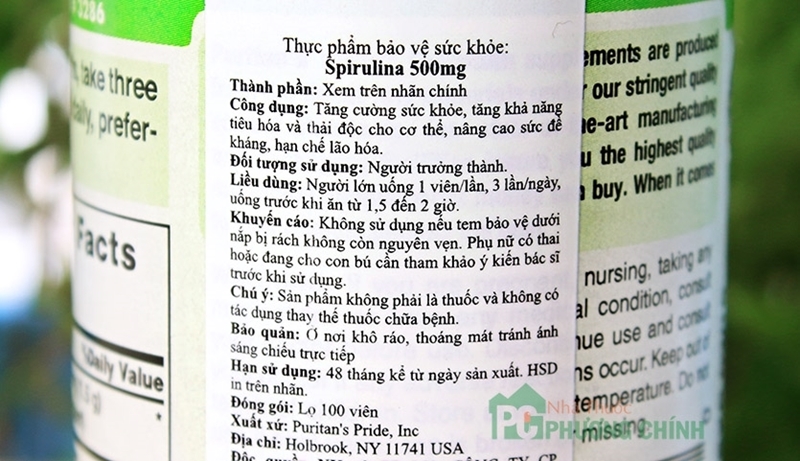 3286
take three
daily, prefer-
Facts
%Daily Value
Thực phẩm bảo vệ sức khỏe:
Spirulina 500mg
Thành phần: Xem trên nhãn chính
Công dụng: Tăng cường sức khỏe, tăng khả năng
tiêu hóa và thải độc cho cơ thể, nâng cao sức đề
kháng, hạn chế lão hóa.
Đối tượng sử dụng: Người trưởng thành.
Liều dùng: Người lớn uống 1 viên/lần, 3 lần/ngày,
uống trước khi ăn từ 1,5 đến 2 giờ.
Khuyến cáo: Không sử dụng nếu tem bảo vệ dưới
nắp bị rách không còn nguyên vẹn. Phụ nữ có thai
hoặc đang cho con bú cần tham khảo ý kiến bác sĩ
trước khi sử dụng.
Chú ý: Sản phẩm không phải là thuốc và không có
tác dụng thay thế thuốc chữa bệnh.
Bảo quản: Ở nơi khô ráo, thoáng mát tránh ánh
sáng chiếu trực tiếp
Hạn sử dụng: 48 tháng kể từ ngày sản xuất. HSD
in trên nhãn.
Đóng gói: Lọ 100 viên
Xuất xứ: Puritan's Pride, Inc
Địa chỉ: Holbrook, NY 11741 USA
ements are produced
our stringent quality
e-art manufacturing
the highest quality
buy. When it comes
nursing, taking any
al condition, consult
nue use and consult
ns occur. Keep out of
temperature. Do not
missing.
PC Nhà Thuốc
PHƯƠNG CHÍNH